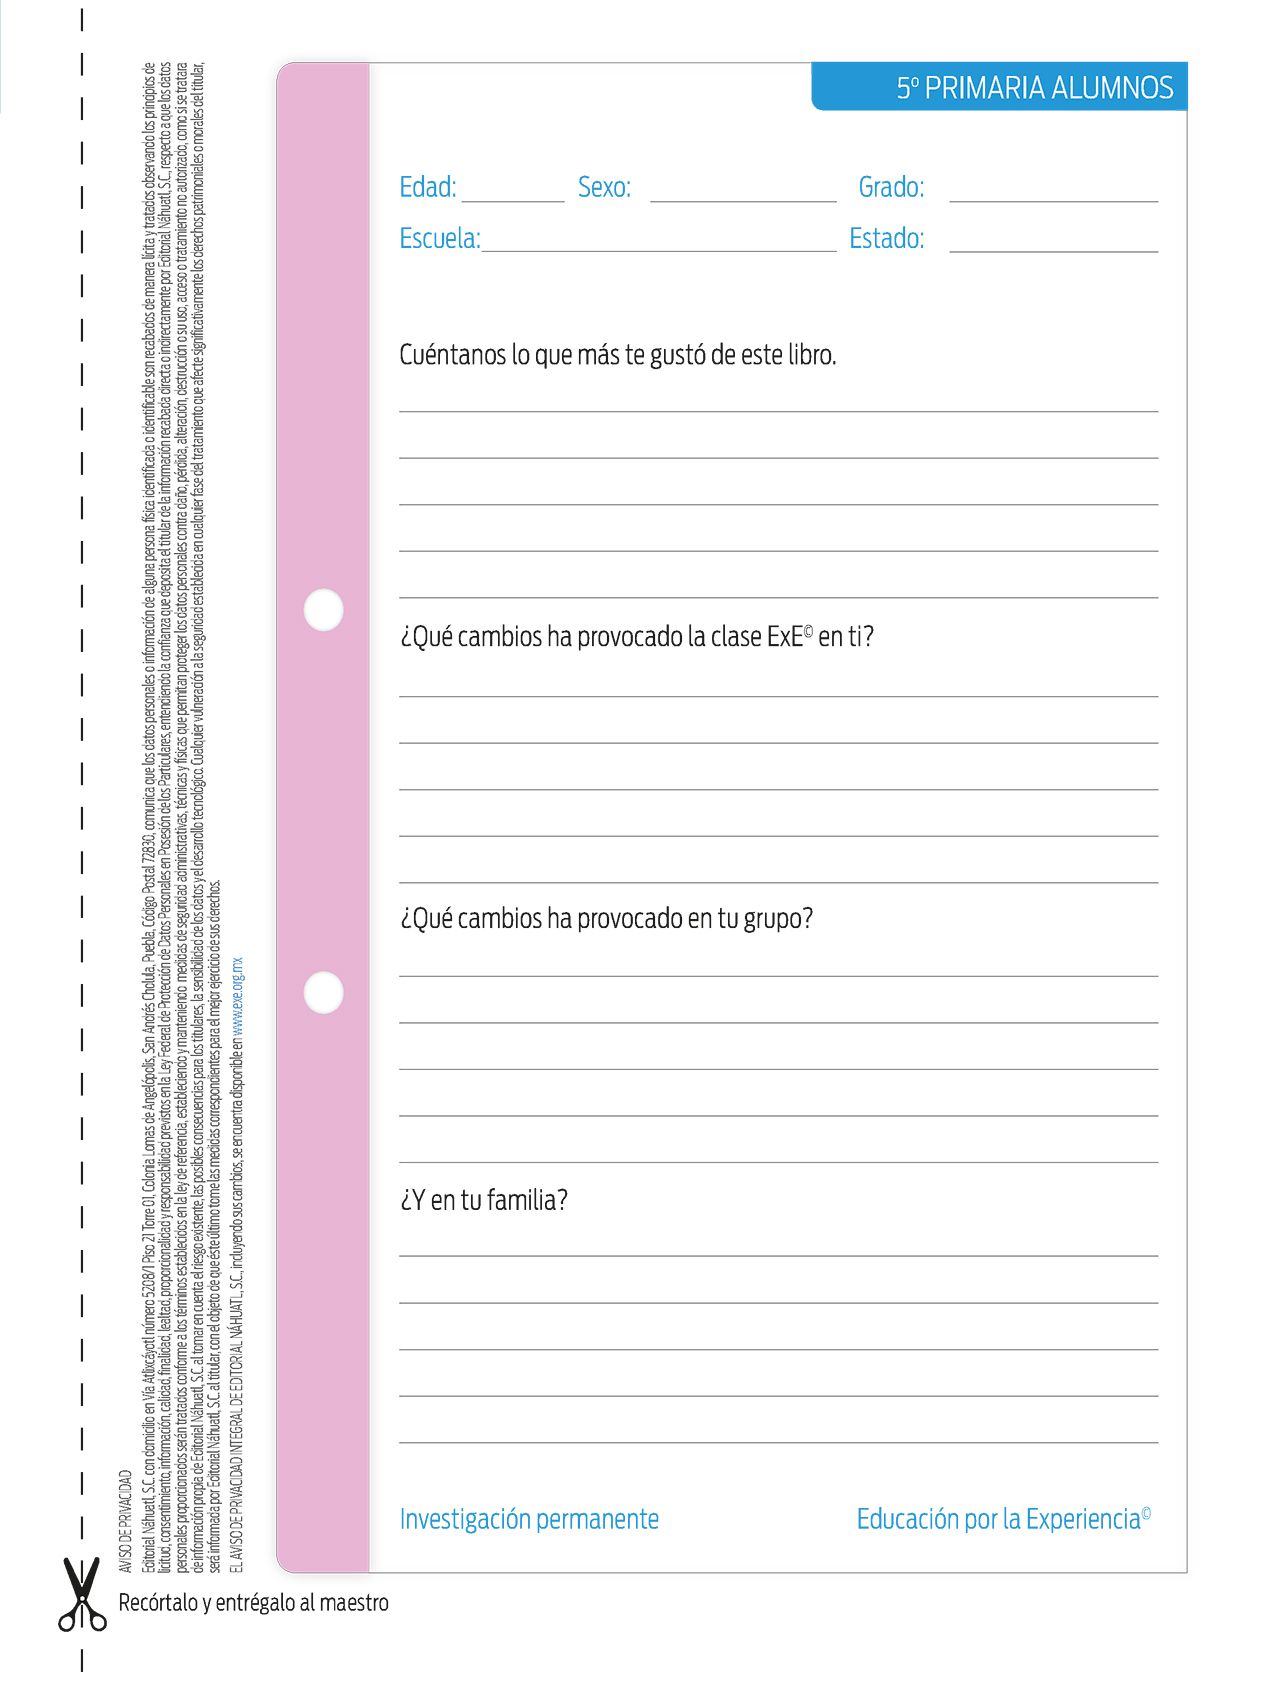 5º PRIMARIA ALUMNOS
Edad: Sexo: Grado:
Escuela: Estado:
Cuéntanos lo que más te gustó de este libro.
¿Qué cambios ha provocado la clase ExE© en ti?
¿Qué cambios ha provocado en tu grupo?
¿Y en tu familia?
Investigación permanente Educación por la Experiencia©
AVISO DE PRIVACIDAD
Editorial Náhuatl, S.C. con domicilio en Vía Atlixcáyotl número 5208/1 Piso 21 Torre 01, Colonia Lomas de Angelópolis, San Andrés Cholula, Puebla, Código Postal 72830, comunica que los datos personales o información de alguna persona física identificada o identificable son recabados de manera lícita y tratados observando los principios de
licitud, consentimiento, información, calidad, finalidad, lealtad, proporcionalidad y responsabilidad previstos en la Ley Federal de Protección de Datos Personales en Posesión de los Particulares, entendiendo la confianza que deposita el titular de la información recabada directa o indirectamente por Editorial Náhuatl, S.C., respecto a que los datos
personales proporcionados serán tratados conforme a los términos establecidos en la ley de referencia, estableciendo y manteniendo medidas de seguridad administrativas, técnicas y físicas que permitan proteger los datos personales contra daño, pérdida, alteración, destrucción o su uso, acceso o tratamiento no autorizado, como si se tratara
de información propia de Editorial Náhuatl, S.C. al tomar en cuenta el riesgo existente, las posibles consecuencias para los titulares, la sensibilidad de los datos y el desarrollo tecnológico. Cualquier vulneración a la seguridad establecida en cualquier fase del tratamiento que afecte significativamente los derechos patrimoniales o morales del titular,
será informada por Editorial Náhuatl, S.C. al titular, con el objeto de que éste último tome las medidas correspondientes para el mejor ejercicio de sus derechos.
EL AVISO DE PRIVACIDAD INTEGRAL DE EDITORIAL NÁHUATL, S.C., incluyendo sus cambios, se encuentra disponible en www.exe.org.mx
Recórtalo y entrégalo al maestro